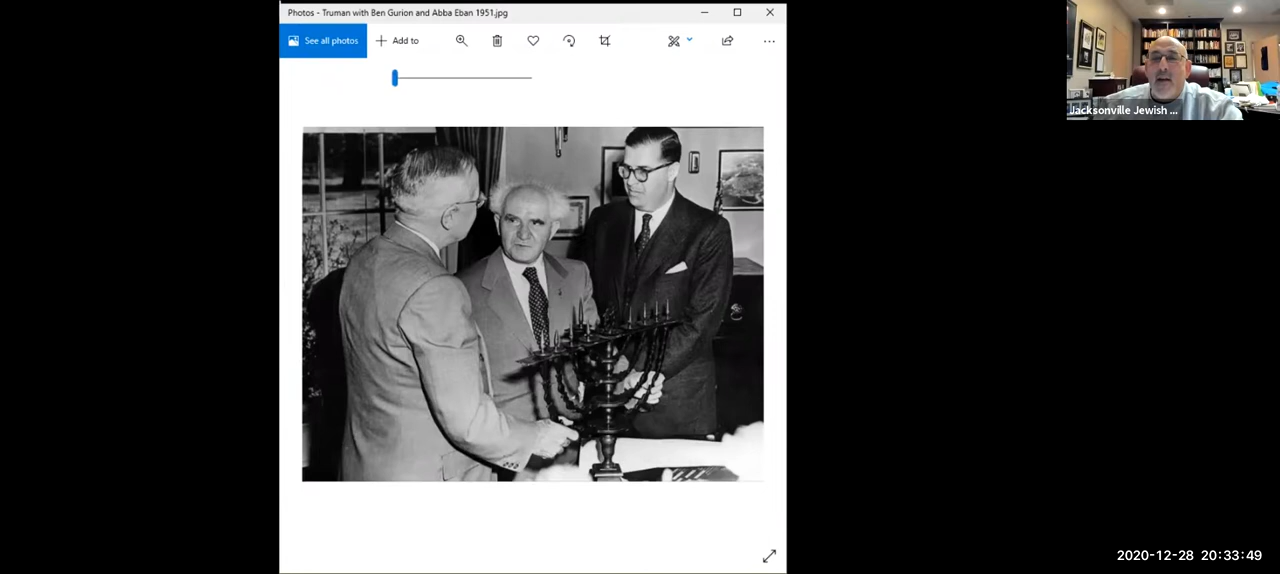 Photos - Truman with Ben Gurion and Abba Eban 1951.jpg
See all photos
Add to
Jacksonville Jewish ...
2020-12-28 20:33:49